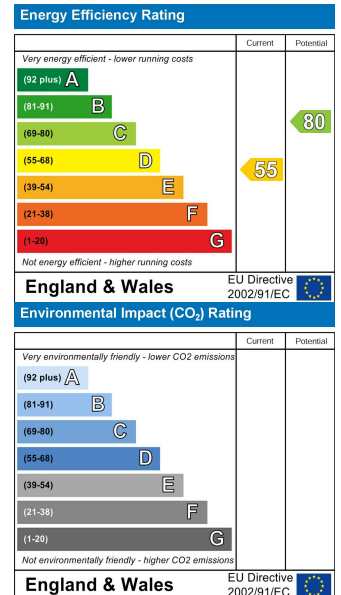 Energy Efficiency Rating
Current Potential
Very energy efficient - lower running costs
(92 plus) A
(81-91) B
(69-80) C
(55-68) D
(39-54) E
(21-38) F
(1-20) G
80
55
Not energy efficient - higher running costs
England & Wales
EU Directive
2002/91/EC
Environmental Impact (CO₂) Rating
Current Potential
Very environmentally friendly - lower CO2 emissions
(92 plus) A
(81-91) B
(69-80) C
(55-68) D
(39-54) E
(21-38) F
(1-20) G
Not environmentally friendly - higher CO2 emissions
England & Wales
EU Directive
2002/91/EC